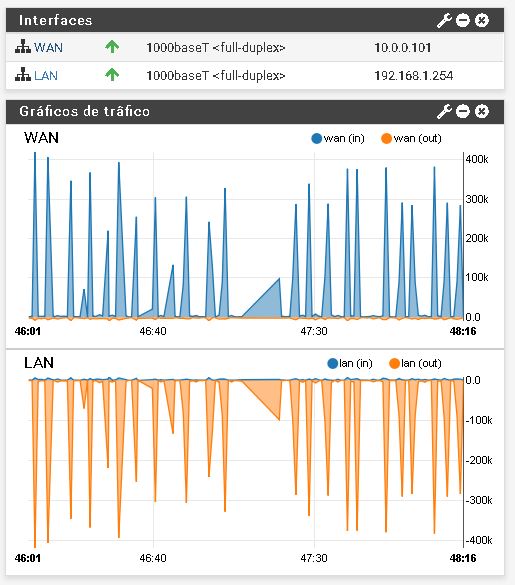 Interfaces
WAN 1000baseT <full-duplex> 10.0.0.101
LAN 1000baseT <full-duplex> 192.168.1.254
Gráficos de tráfico
WAN wan (in) wan (out)
400k
300k
200k
100k
0.0
46:01 46:40 47:30 48:16
LAN lan (in) lan (out)
0.0
-100k
-200k
-300k
-400k
46:01 46:40 47:30 48:16